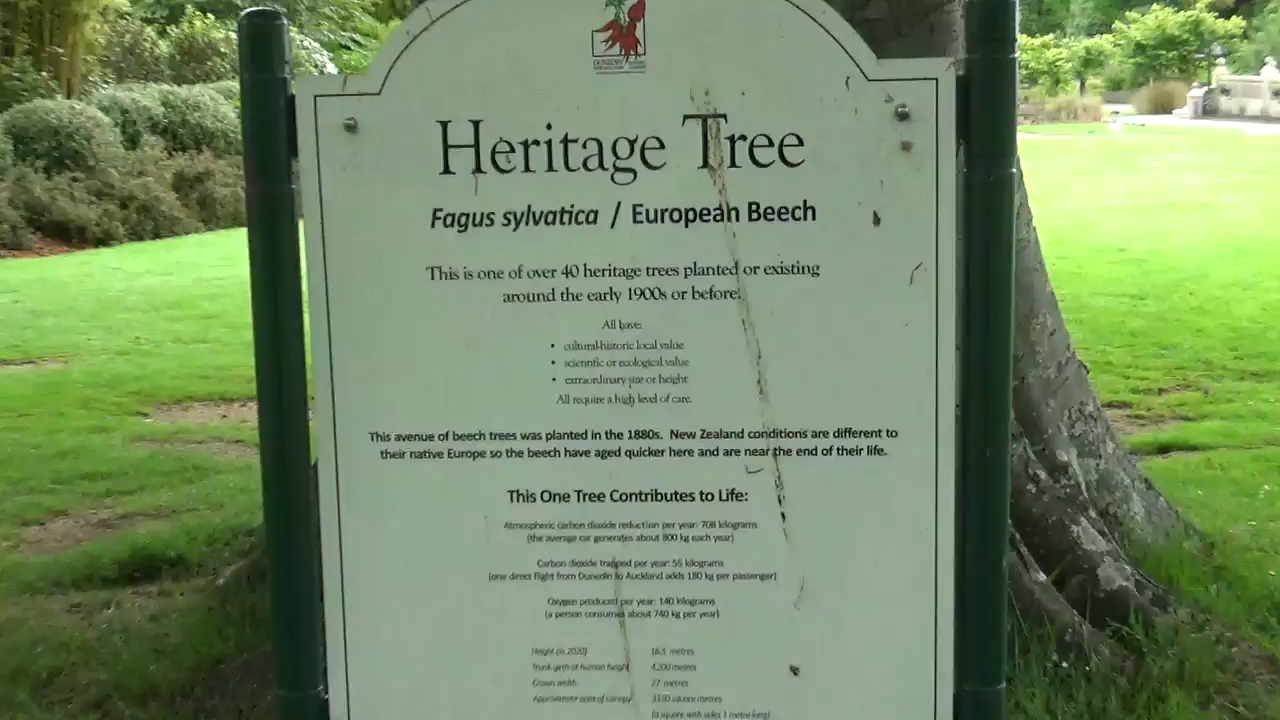 DUNEDIN
Heritage Tree
Fagus sylvatica / European Beech
This is one of over 40 heritage trees planted or existing
around the early 1900s or before.
All have:
• cultural-historic local value
• scientific or ecological value
• extraordinary size or height
All require a high level of care.
This avenue of beech trees was planted in the 1880s. New Zealand conditions are different to
their native Europe so the beech have aged quicker here and are near the end of their life.
This One Tree Contributes to Life:
Atmospheric carbon dioxide reduction per year: 708 kilograms
(the average car generates about 800 kg each year)
Carbon dioxide trapped per year: 55 kilograms
(one direct flight from Dunedin to Auckland adds 180 kg per passenger)
Oxygen produced per year: 140 kilograms
(a person consumes about 740 kg per year)
Height (in 2020) 16.5 metres
Trunk girth at human height 4.200 metres
Crown width 27 metres
Approximate area of canopy square metres
(a square with sides 1 metre long)